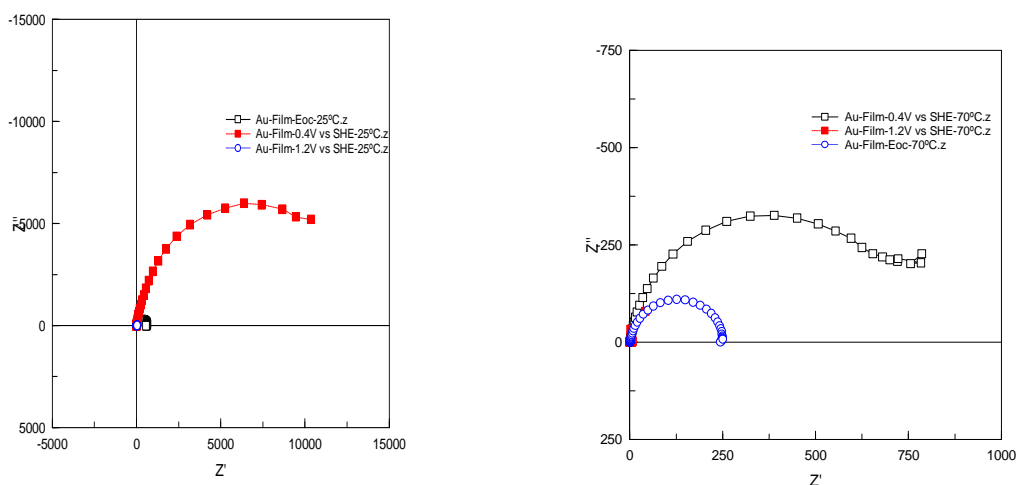 -15000
-10000
-5000
0
5000
-5000
0
5000
10000
15000
Z'
Z''
Au-Film-Eoc-25ºC.z
Au-Film-0.4V vs SHE-25ºC.z
Au-Film-1.2V vs SHE-25ºC.z
-750
-500
-250
0
250
0
250
500
750
1000
Z'
Z''
Au-Film-0.4V vs SHE-70ºC.z
Au-Film-1.2V vs SHE-70ºC.z
Au-Film-Eoc-70ºC.z